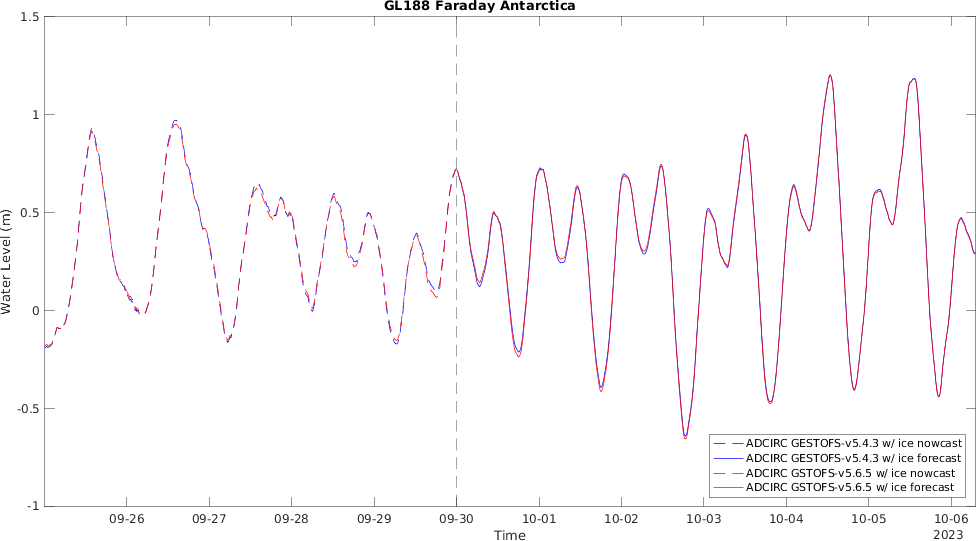 GL188 Faraday Antarctica
Water Level (m)
1.5
1
0.5
0
-0.5
-1
09-26 09-27 09-28 09-29 09-30 10-01 10-02 10-03 10-04 10-05 10-06
2023
Time
ADCIRC GESTOFS-v5.4.3 w/ ice nowcast
ADCIRC GESTOFS-v5.4.3 w/ ice forecast
ADCIRC GSTOFS-v5.6.5 w/ ice nowcast
ADCIRC GSTOFS-v5.6.5 w/ ice forecast